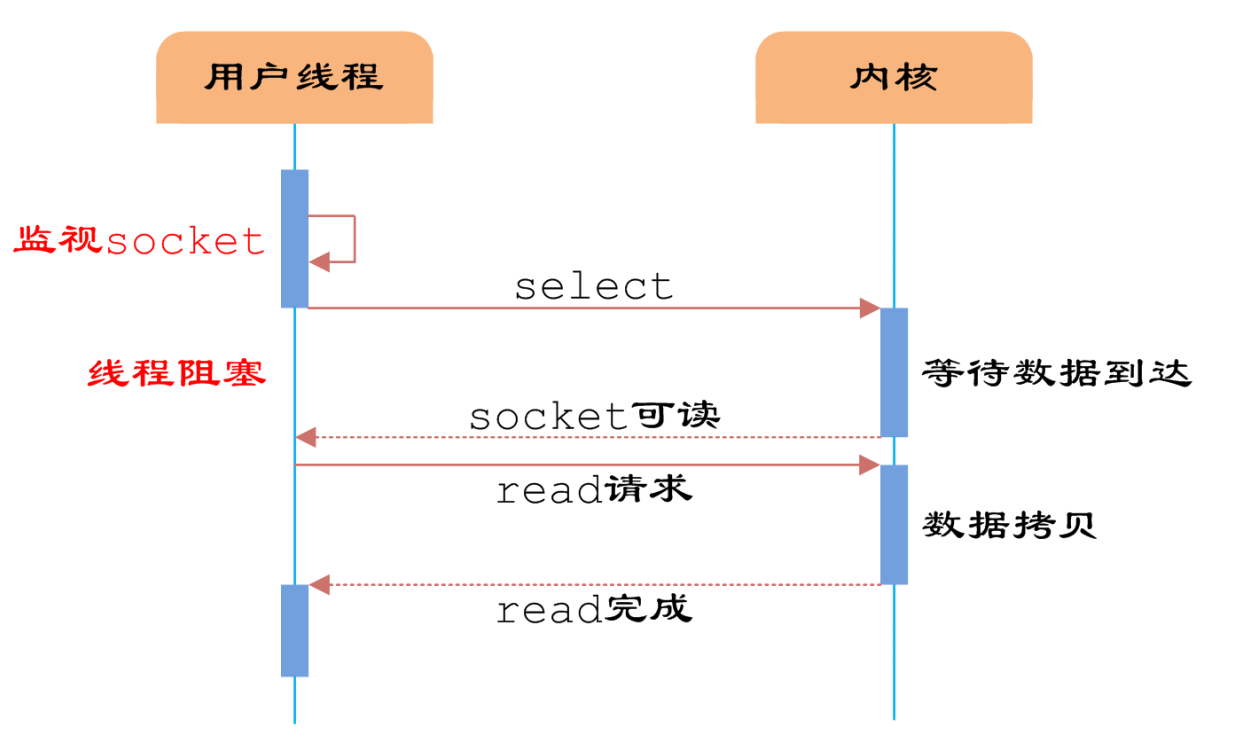 用户线程
内核
监视socket
select
线程阻塞
等待数据到达
socket可读
read请求
数据拷贝
read完成